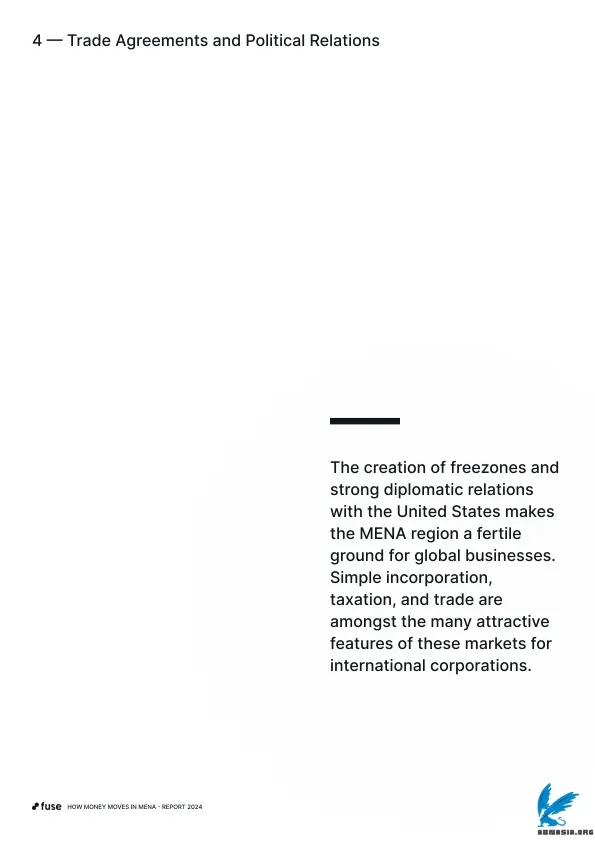 4 — Trade Agreements and Political Relations
The creation of freezones and
strong diplomatic relations
with the United States makes
the MENA region a fertile
ground for global businesses.
Simple incorporation,
taxation, and trade are
amongst the many attractive
features of these markets for
international corporations.
fuse HOW MONEY MOVES IN MENA - REPORT 2024
ABNASIA.ORG